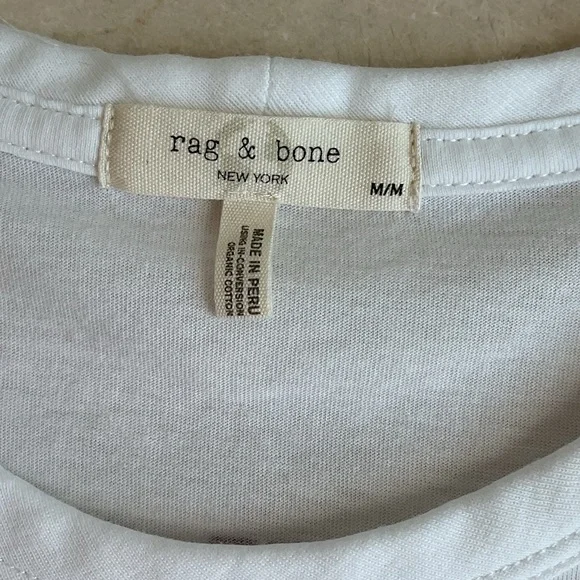 rag & bone
NEW YORK
M/M
MADE IN PERU
USING IN-CONVERSION
ORGANIC COTTON